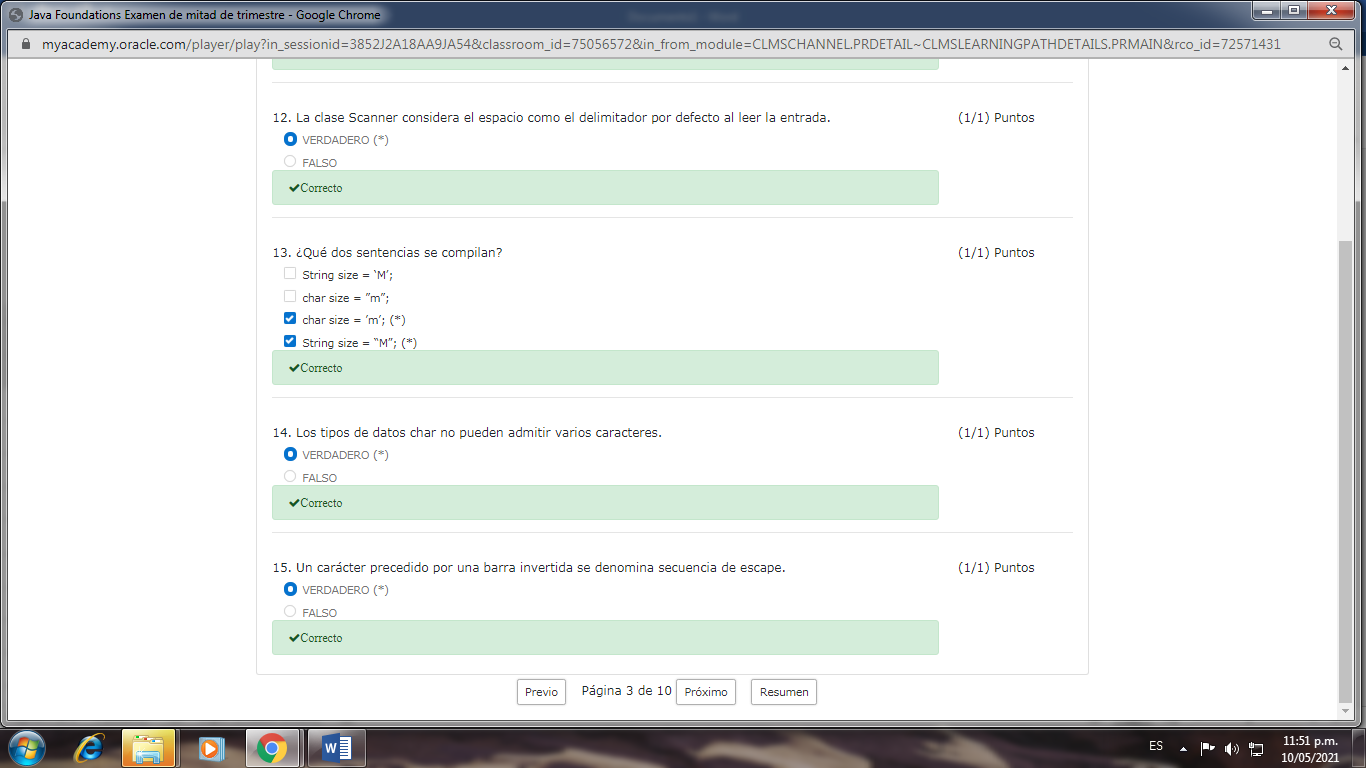 Java Foundations Examen de mitad de trimestre - Google Chrome
myacademy.oracle.com/player/play?in_sessionid=3852J2A18AA9JA54&classroom_id=75056572&in_from_module=CLMSCHANNEL.PRDETAIL~CLMSLEARNINGPATHDETAILS.PRMAIN&rco_id=72571431
12. La clase Scanner considera el espacio como el delimitador por defecto al leer la entrada. (1/1) Puntos
VERDADERO (*)
FALSO
Correcto
13. ¿Qué dos sentencias se compilan? (1/1) Puntos
String size = ‘M’;
char size = ”m”;
char size = ’m’; (*)
String size = “M”; (*)
Correcto
14. Los tipos de datos char no pueden admitir varios caracteres. (1/1) Puntos
VERDADERO (*)
FALSO
Correcto
15. Un carácter precedido por una barra invertida se denomina secuencia de escape. (1/1) Puntos
VERDADERO (*)
FALSO
Correcto
Previo Página 3 de 10 Próximo Resumen
ES 11:51 p.m.
10/05/2021